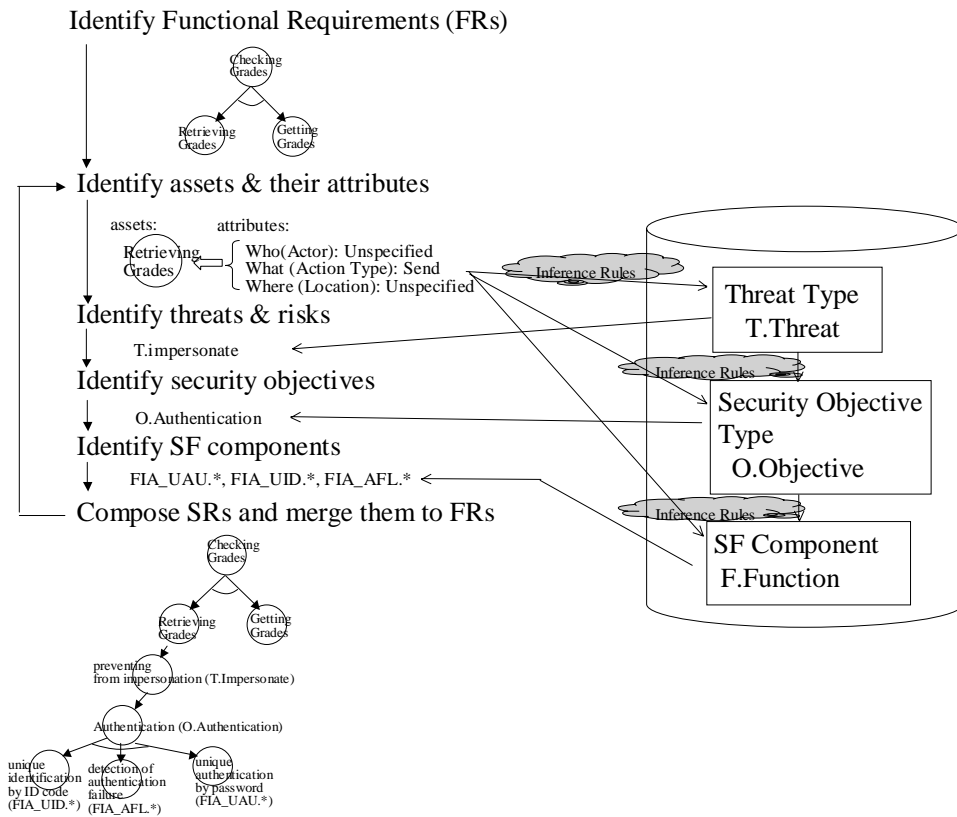 Identify Functional Requirements (FRs)
Checking
Grades
Retrieving
Grades
Getting
Grades
Identify assets & their attributes
assets:
attributes:
Retrieving
Grades
Who(Actor): Unspecified
What (Action Type): Send
Where (Location): Unspecified
Inference Rules
Threat Type
T.Threat
Identify threats & risks
T.impersonate
Inference Rules
Identify security objectives
Security Objective
Type
O.Objective
O.Authentication
Identify SF components
FIA_UAU.*, FIA_UID.*, FIA_AFL.*
Inference Rules
Compose SRs and merge them to FRs
SF Component
F.Function
Checking
Grades
Retrieving
Grades
Getting
Grades
preventing
from impersonation (T.Impersonate)
Authentication (O.Authentication)
unique
identification
by ID code
(FIA_UID.*)
detection of
authentication
failure
(FIA_AFL.*)
unique
authentication
by password
(FIA_UAU.*)